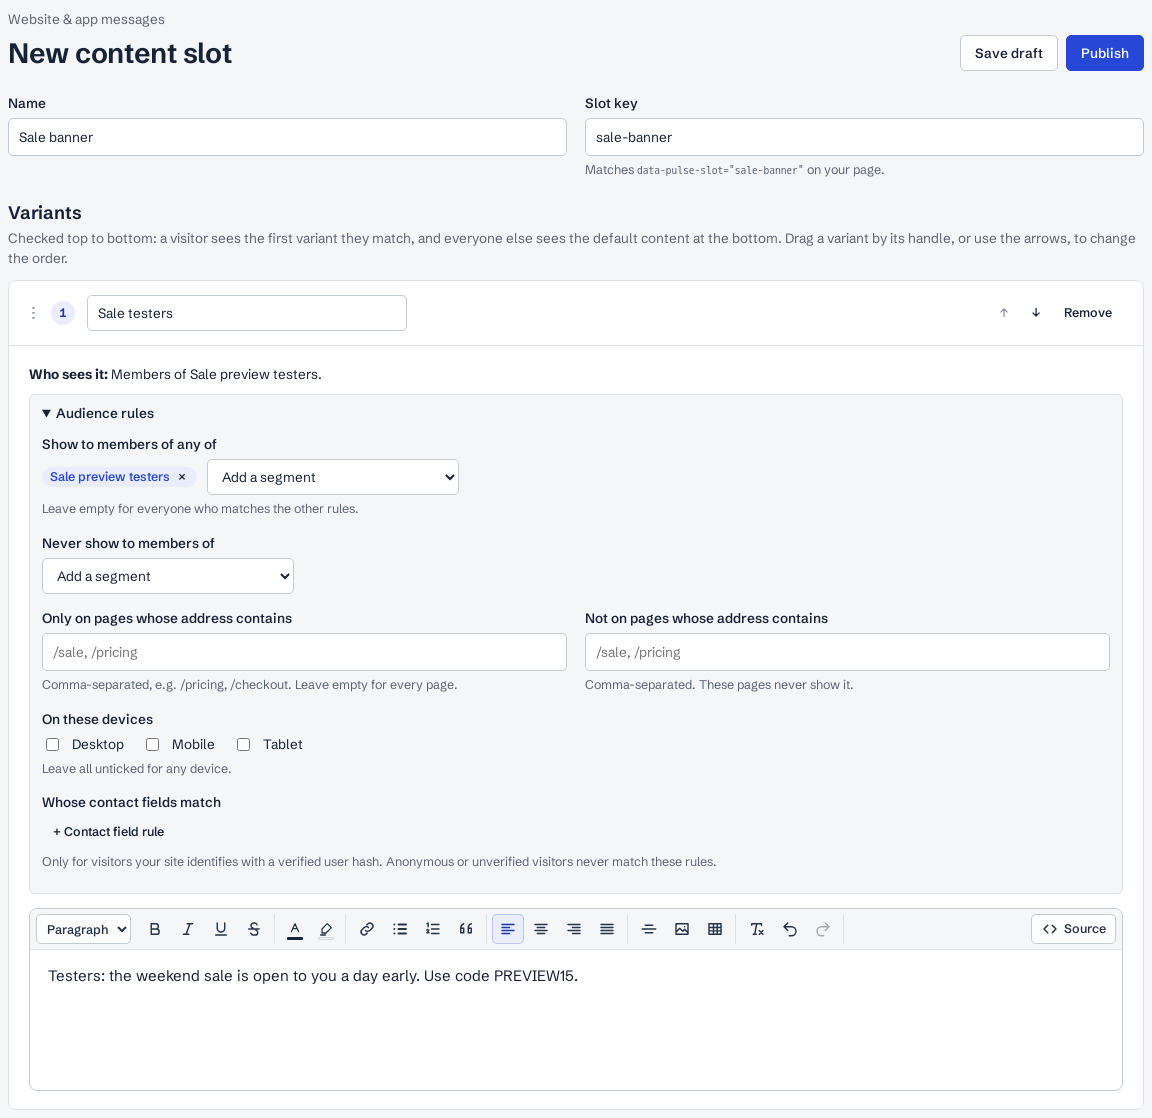 Website & app messages
New content slot
Save draft
Publish
Name
Slot key
Sale banner
sale-banner
Matches data-pulse-slot="sale-banner" on your page.
Variants
Checked top to bottom: a visitor sees the first variant they match, and everyone else sees the default content at the bottom. Drag a variant by its handle, or use the arrows, to change
the order.
1
Sale testers
↑
↓
Remove
Who sees it: Members of Sale preview testers.
▼ Audience rules
Show to members of any of
Sale preview testers ×
Add a segment
Leave empty for everyone who matches the other rules.
Never show to members of
Add a segment
Only on pages whose address contains
Not on pages whose address contains
/sale, /pricing
/sale, /pricing
Comma-separated, e.g. /pricing, /checkout. Leave empty for every page.
Comma-separated. These pages never show it.
On these devices
Desktop
Mobile
Tablet
Leave all unticked for any device.
Whose contact fields match
+ Contact field rule
Only for visitors your site identifies with a verified user hash. Anonymous or unverified visitors never match these rules.
Paragraph
Source
Testers: the weekend sale is open to you a day early. Use code PREVIEW15.